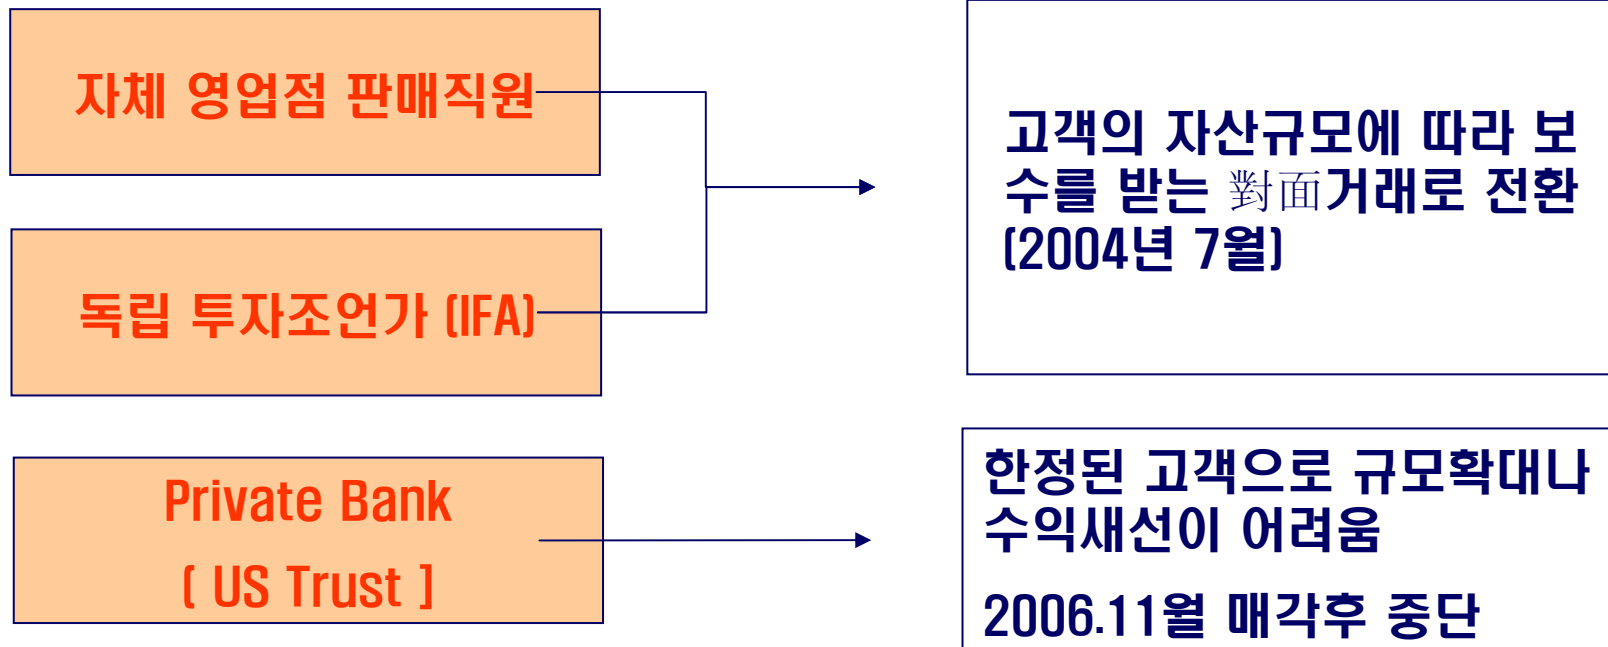 자체 영업점 판매직원
고객의 자산규모에 따라 보
수를 받는 對面거래로 전환
(2004년 7월)
독립 투자조언가 (IFA)
Private Bank
[ US Trust ]
한정된 고객으로 규모확대나
수익새선이 어려움
2006.11월 매각후 중단